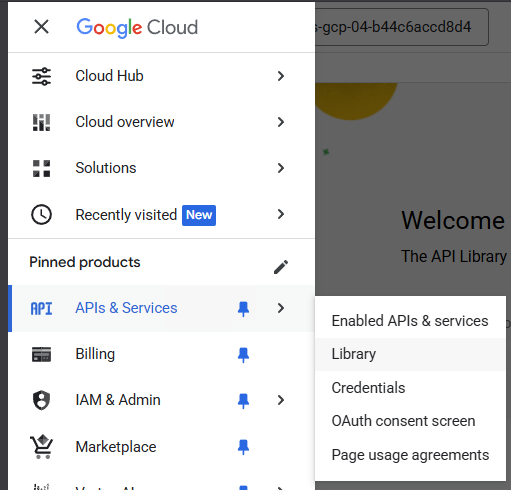 Google Cloud
s-gcp-04-b44c6accd8d4
Cloud Hub
Cloud overview
Solutions
Recently visited New
Welcome
The API Library
Pinned products
API APIs & Services
Enabled APIs & services
Library
Credentials
OAuth consent screen
Page usage agreements
Billing
IAM & Admin
Marketplace